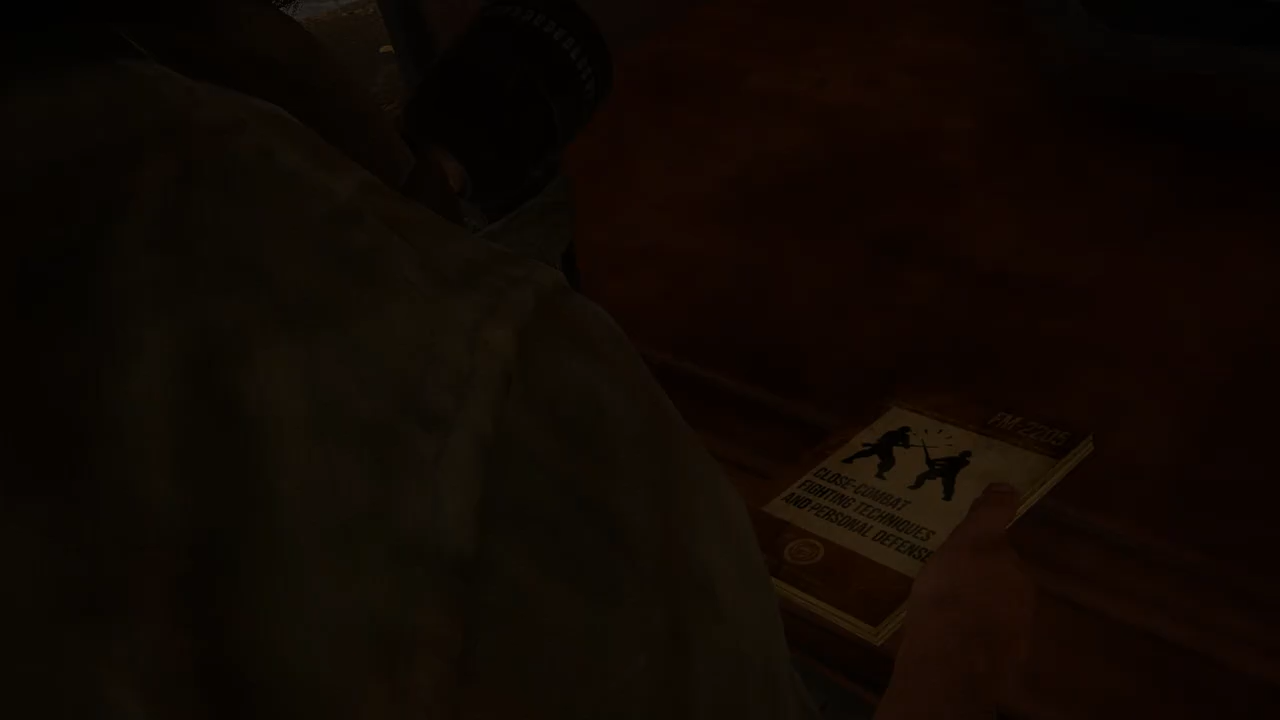 FM-2205
CLOSE-COMBAT
FIGHTING TECHNIQUES
AND PERSONAL DEFENSE